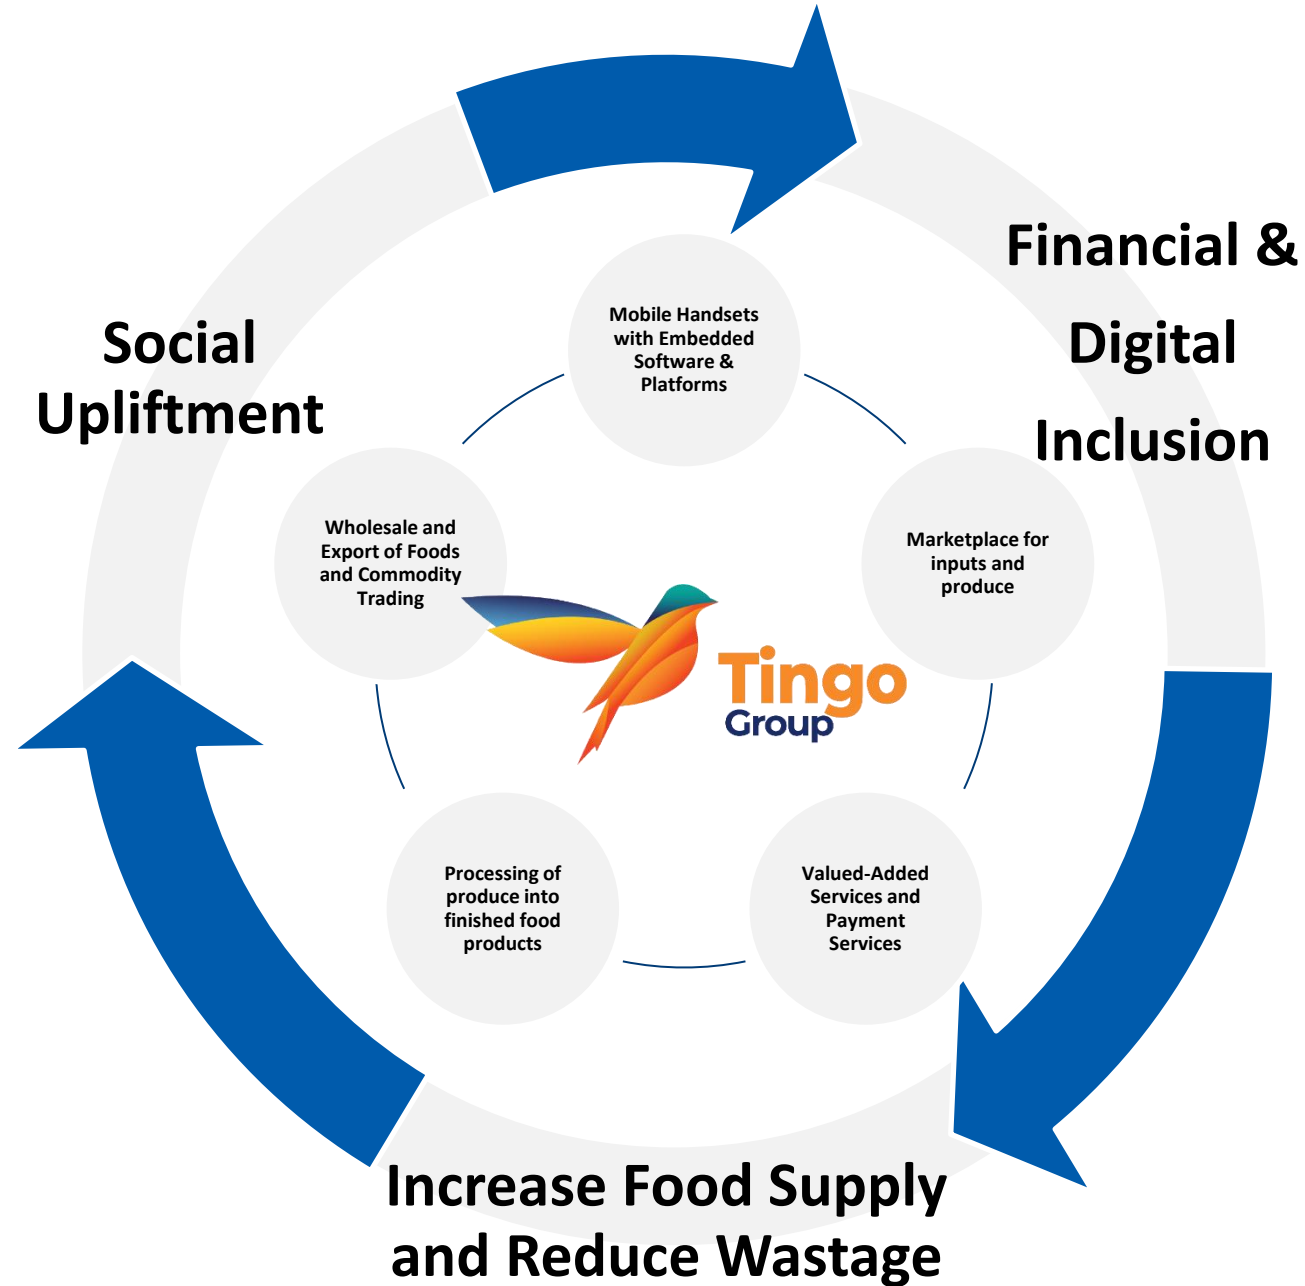 Financial &
Digital
Inclusion
Social
Upliftment
Mobile Handsets
with Embedded
Software &
Platforms
Wholesale and
Export of Foods
and Commodity
Trading
Marketplace for
inputs and
produce
Tingo
Group
Processing of
produce into
finished food
products
Valued-Added
Services and
Payment
Services
Increase Food Supply
and Reduce Wastage